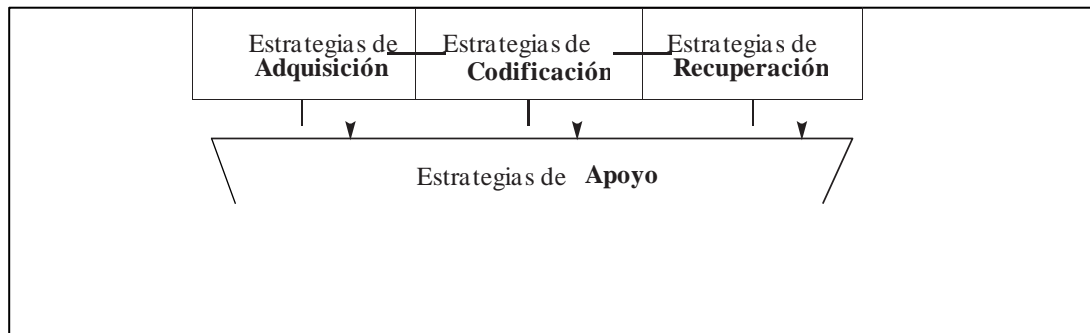 Estrategias de Estrategias de Estrategias de
Adquisición Codificación Recuperación
Estrategias de Apoyo